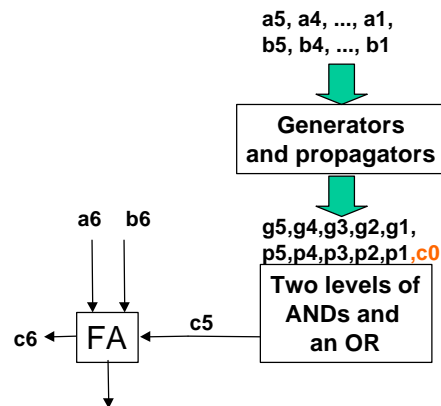 a5, a4, ..., a1,
b5, b4, ..., b1
Generators
and propagators
g5,g4,g3,g2,g1,
p5,p4,p3,p2,p1,c0
Two levels of
ANDs and
an OR
a6 b6
c5
FA
c6